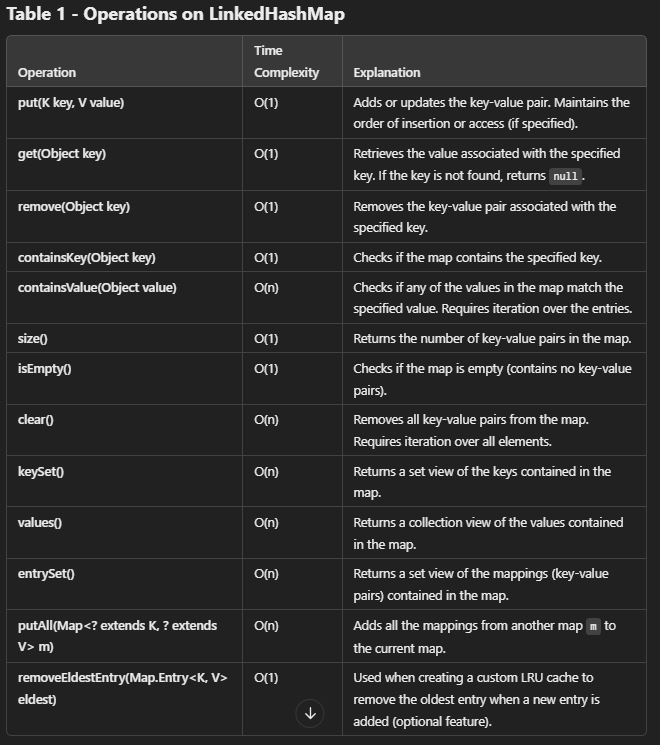 Table 1 - Operations on LinkedHashMap
Operation
Time
Complexity
Explanation
put(K key, V value)
O(1)
Adds or updates the key-value pair. Maintains the
order of insertion or access (if specified).
get(Object key)
O(1)
Retrieves the value associated with the specified
key. If the key is not found, returns null.
remove(Object key)
O(1)
Removes the key-value pair associated with the
specified key.
containsKey(Object key)
O(1)
Checks if the map contains the specified key.
containsValue(Object value)
O(n)
Checks if any of the values in the map match the
specified value. Requires iteration over the entries.
size()
O(1)
Returns the number of key-value pairs in the map.
isEmpty()
O(1)
Checks if the map is empty (contains no key-value
pairs).
clear()
O(n)
Removes all key-value pairs from the map.
Requires iteration over all elements.
keySet()
O(n)
Returns a set view of the keys contained in the
map.
values()
O(n)
Returns a collection view of the values contained
in the map.
entrySet()
O(n)
Returns a set view of the mappings (key-value
pairs) contained in the map.
putAll(Map<? extends K, ? extends
V> m)
O(n)
Adds all the mappings from another map m to
the current map.
removeEldestEntry(Map.Entry<K, V>
eldest)
O(1)
Used when creating a custom LRU cache to
remove the oldest entry when a new entry is
added (optional feature).